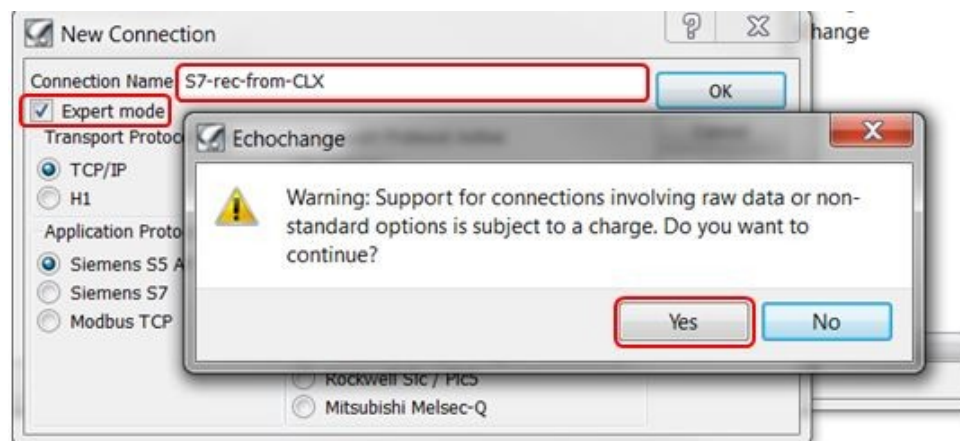 New Connection
hange
Connection Name S7-rec-from-CLX
OK
Expert mode
Transport Protoc
Echochange
TCP/IP
H1
Warning: Support for connections involving raw data or non-
standard options is subject to a charge. Do you want to
continue?
Application Proto
Siemens S5 A
Siemens S7
Modbus TCP
Yes
No
Rockwell Slc / Plc5
Mitsubishi Melsec-Q